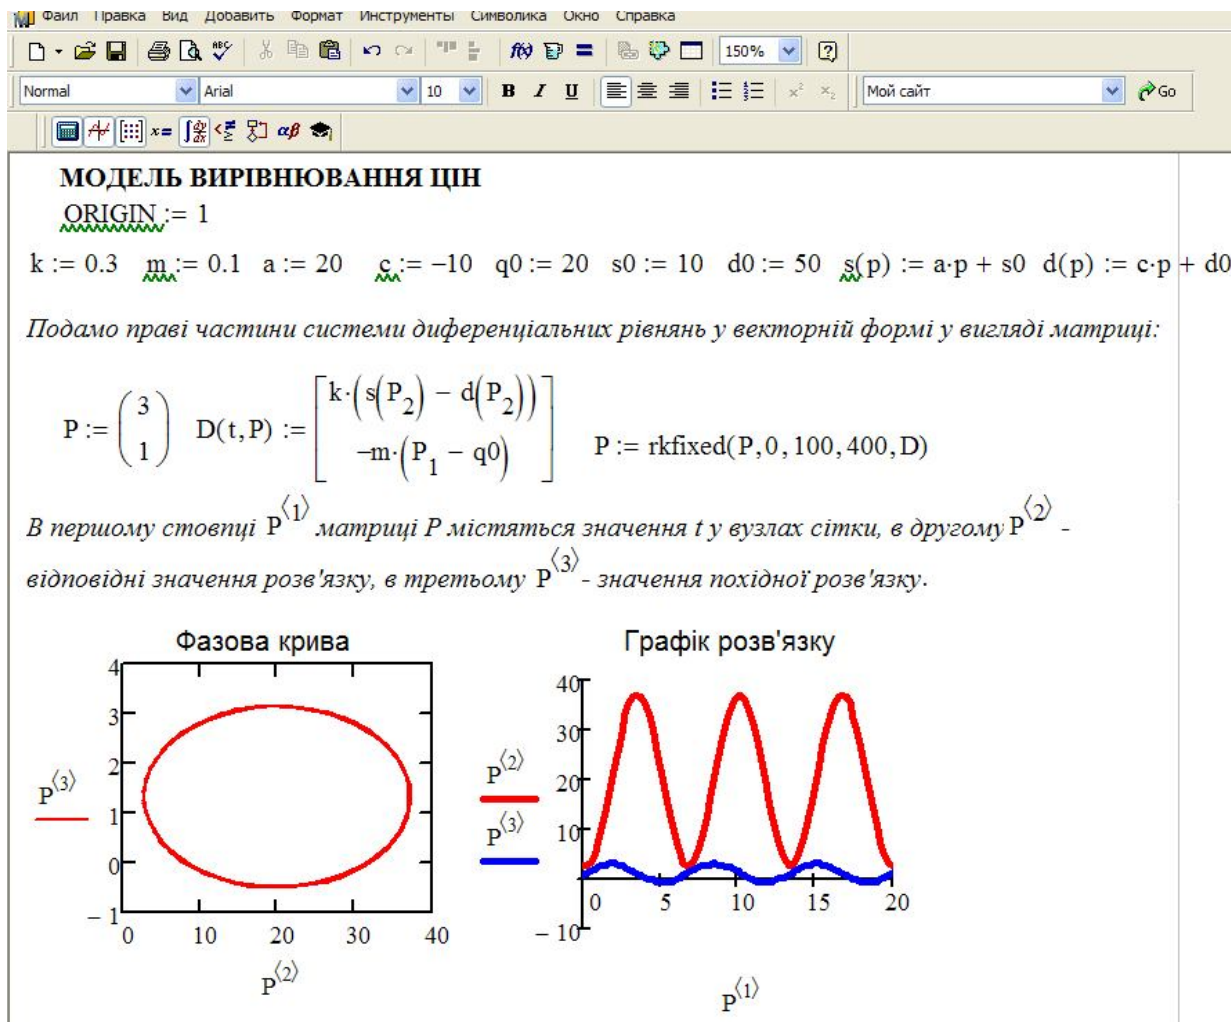 Файл Правка Вид Добавить Формат Инструменты Символика Окно Справка
150%
Normal Arial 10 B I U Мой сайт Go
МОДЕЛЬ ВИРІВНЮВАННЯ ЦІН
ORIGIN := 1
k := 0.3 m := 0.1 a := 20 c := −10 q0 := 20 s0 := 10 d0 := 50 s(p) := a·p + s0 d(p) := c·p + d0
Подамо праві частини системи диференціальних рівнянь у векторній формі у вигляді матриці:
P := (3 1) D(t,P) := [k·(s(P₂) − d(P₂)) −m·(P₁ − q0)] P := rkfixed(P,0,100,400,D)
В першому стовпці P⟨1⟩ матриці P містяться значення t у вузлах сітки, в другому P⟨2⟩ -
відповідні значення розв'язку, в третьому P⟨3⟩ - значення похідної розв'язку.
Фазова крива
4
3
2
1
0
−1
P⟨3⟩
0 10 20 30 40
P⟨2⟩
Графік розв'язку
40
30
20
10
−10
P⟨2⟩
P⟨3⟩
0 5 10 15 20
P⟨1⟩